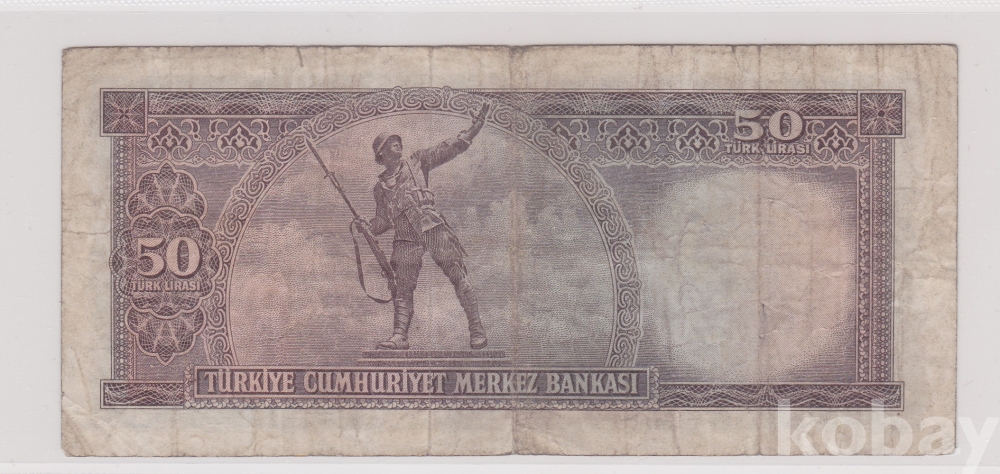 50
TÜRK LİRASI
50
TÜRK LİRASI
TÜRKİYE CUMHURİYET MERKEZ BANKASI
kobay